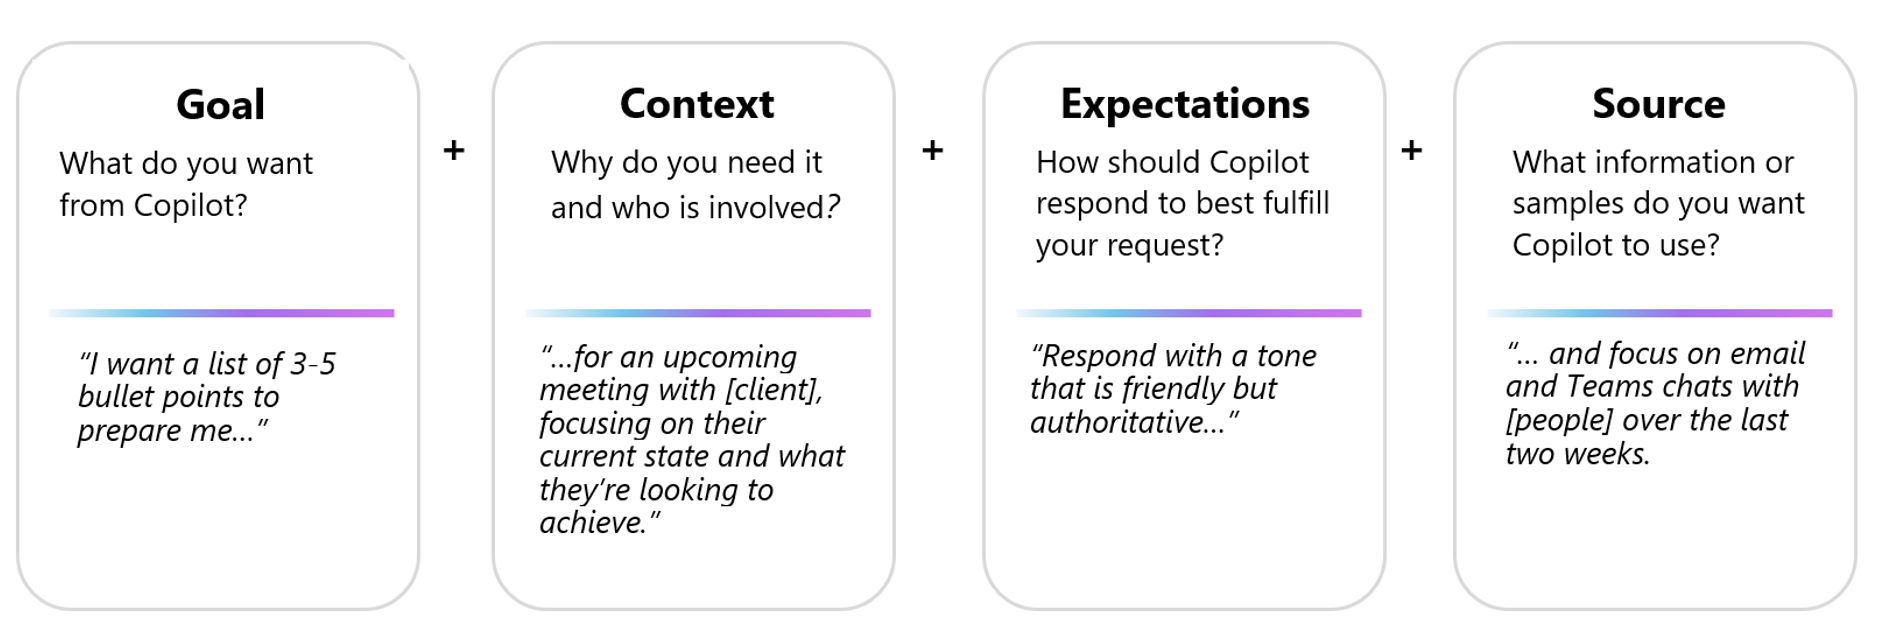 Goal
What do you want
from Copilot?
“I want a list of 3-5
bullet points to
prepare me…”
+
Context
Why do you need it
and who is involved?
“…for an upcoming
meeting with [client],
focusing on their
current state and what
they’re looking to
achieve.”
+
Expectations
How should Copilot
respond to best fulfill
your request?
“Respond with a tone
that is friendly but
authoritative…”
+
Source
What information or
samples do you want
Copilot to use?
“… and focus on email
and Teams chats with
[people] over the last
two weeks.